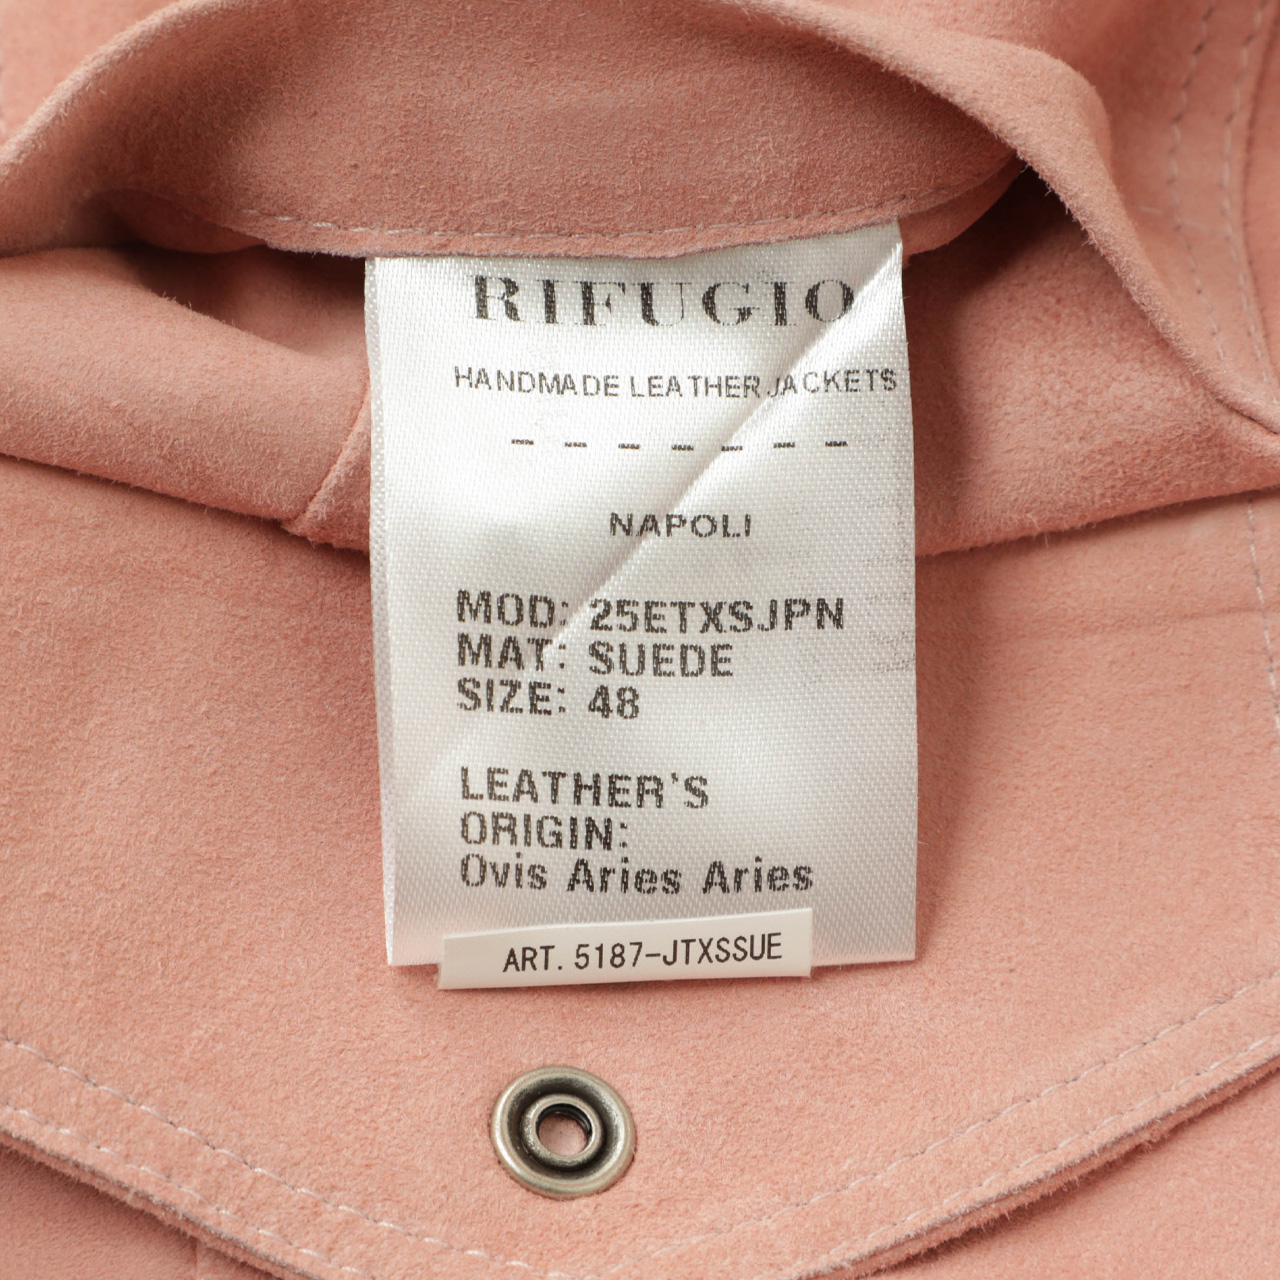 RIFUGIO
HANDMADE LEATHER JACKETS
- - - - - - -
NAPOLI
MOD: 25ETXSJPN
MAT: SUEDE
SIZE: 48
LEATHER'S
ORIGIN:
Ovis Aries Aries
ART. 5187-JTXSSUE